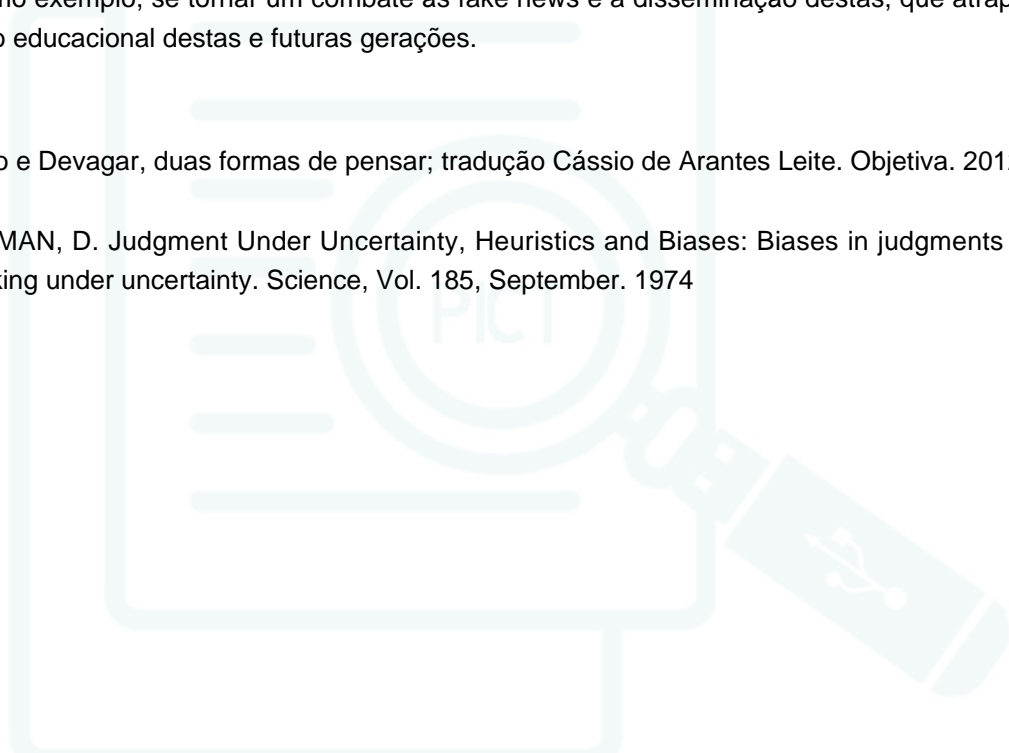 no exemplo, se tornar um combate às fake news e à disseminação destas, que atrap
o educacional destas e futuras gerações.
o e Devagar, duas formas de pensar; tradução Cássio de Arantes Leite. Objetiva. 201
MAN, D. Judgment Under Uncertainty, Heuristics and Biases: Biases in judgments
king under uncertainty. Science, Vol. 185, September. 1974
PICT